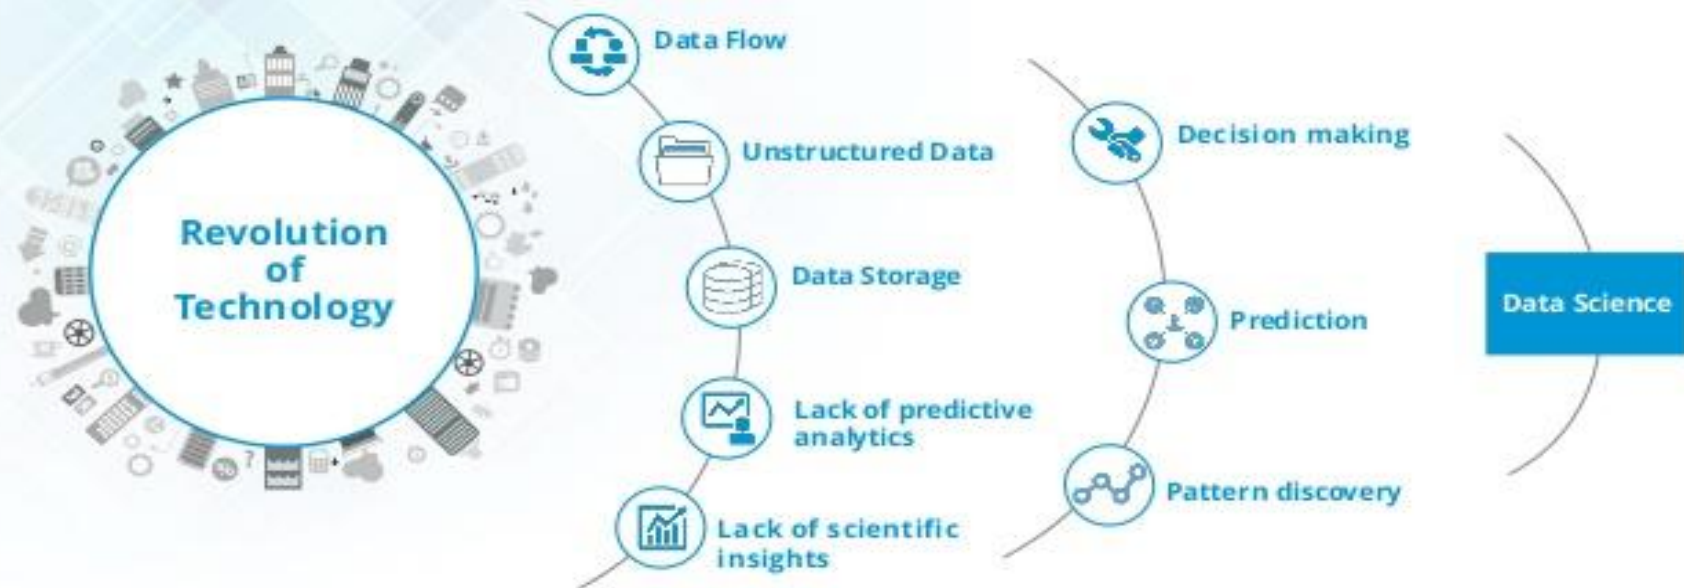 Revolution
of
Technology
Data Flow
Unstructured Data
Data Storage
Lack of predictive
analytics
Lack of scientific
insights
Decision making
Prediction
Pattern discovery
Data Science